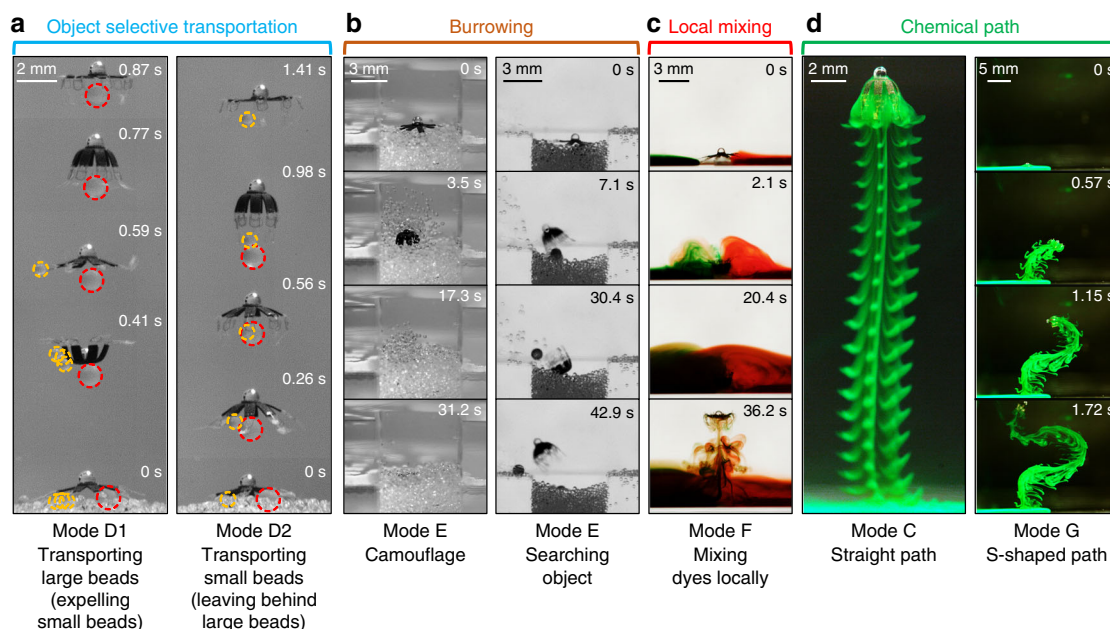 a
Object selective transportation
b
Burrowing
c
Local mixing
d
Chemical path
2 mm
0.87 s
0.77 s
0.59 s
0.41 s
0 s
1.41 s
0.98 s
0.56 s
0.26 s
0 s
3 mm
0 s
3.5 s
17.3 s
31.2 s
3 mm
0 s
7.1 s
30.4 s
42.9 s
3 mm
0 s
2.1 s
20.4 s
36.2 s
2 mm
5 mm
0 s
0.57 s
1.15 s
1.72 s
Mode D1
Transporting
large beads
(expelling
small beads)
Mode D2
Transporting
small beads
(leaving behind
large beads)
Mode E
Camouflage
Mode E
Searching
object
Mode F
Mixing
dyes locally
Mode C
Straight path
Mode G
S-shaped path